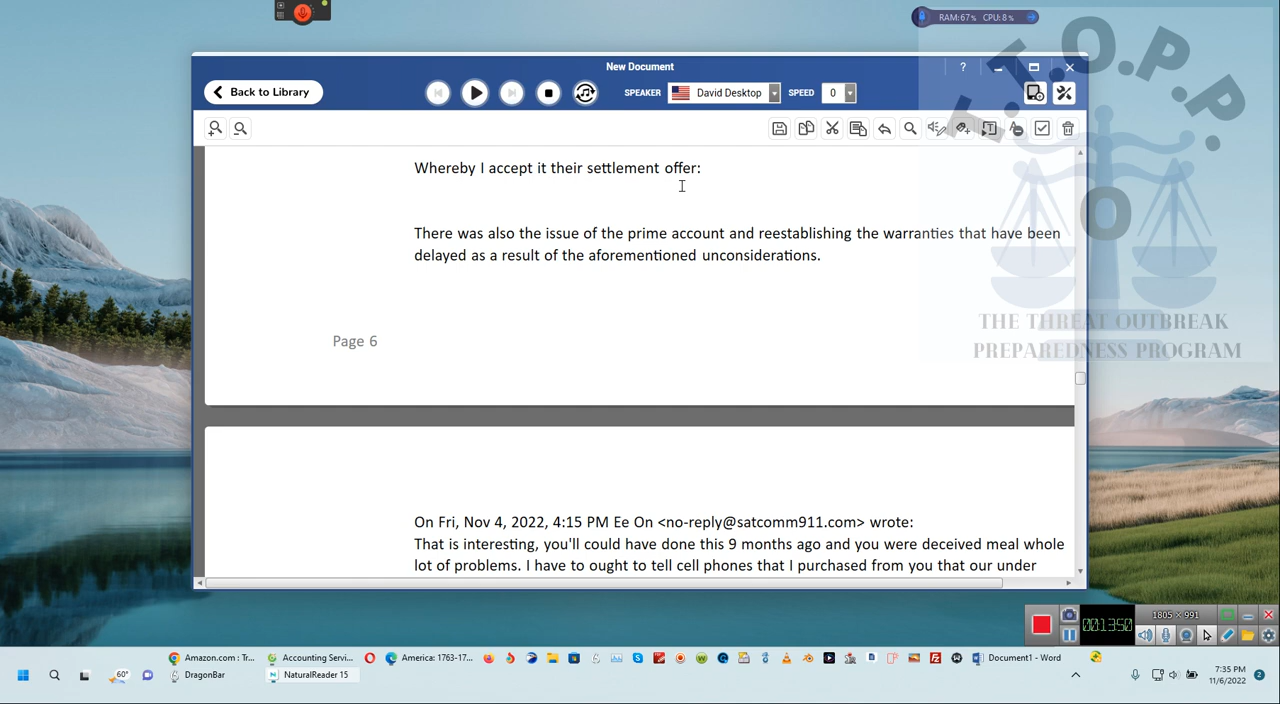 RAM:67% CPU:8%
T.T.O.P.P.
New Document
?
Back to Library
SPEAKER David Desktop SPEED 0
Whereby I accept it their settlement offer:
There was also the issue of the prime account and reestablishing the warranties that have been
delayed as a result of the aforementioned unconsiderations.
THE THREAT OUTBREAK
PREPAREDNESS PROGRAM
Page 6
On Fri, Nov 4, 2022, 4:15 PM Ee On <no-reply@satcomm911.com> wrote:
That is interesting, you'll could have done this 9 months ago and you were deceived meal whole
lot of problems. I have to ought to tell cell phones that I purchased from you that our under
1805 × 991
001350
Amazon.com : Tr... Accounting Servi... America: 1763-17... Document1 - Word
60°
DragonBar NaturalReader 15
7:35 PM
11/6/2022
2